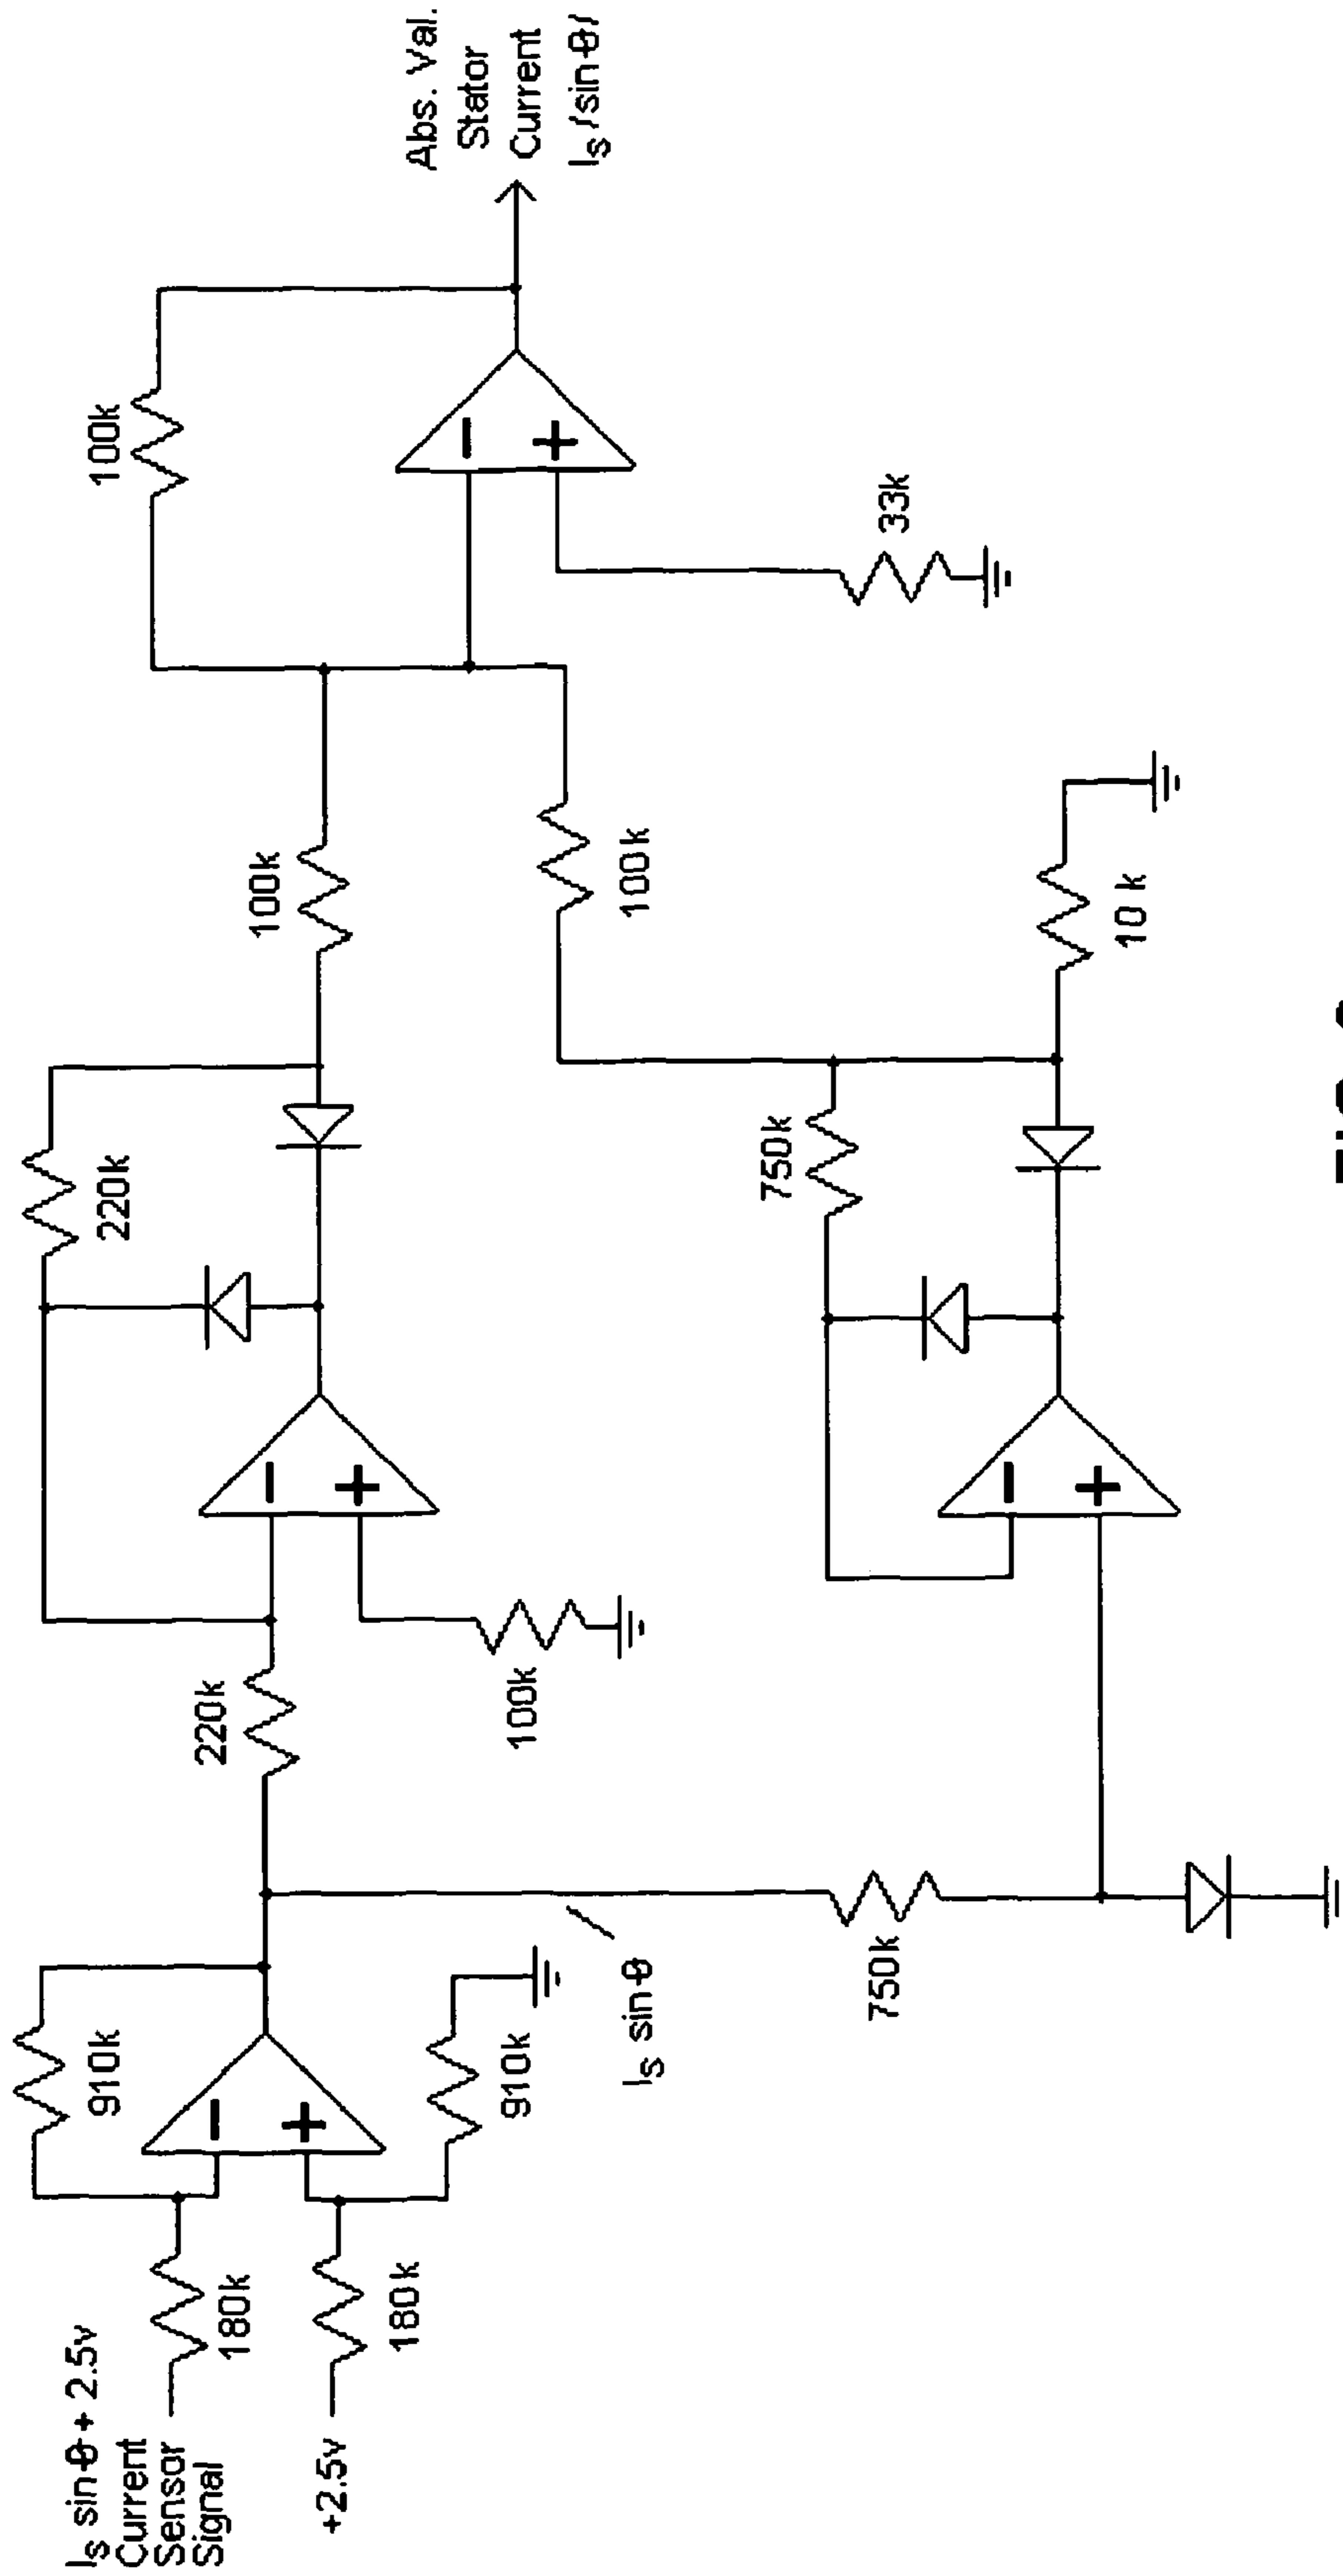 I_s sin θ + 2.5v
Current
Sensor
Signal
+2.5v
180k
180k
910k
910k
−
+
I_s sin θ
220k
750k
100k
−
+
220k
−
+
750k
100k
100k
10 k
100k
−
+
33k
Abs. Val.
Stator
Current
I_s /sin θ/